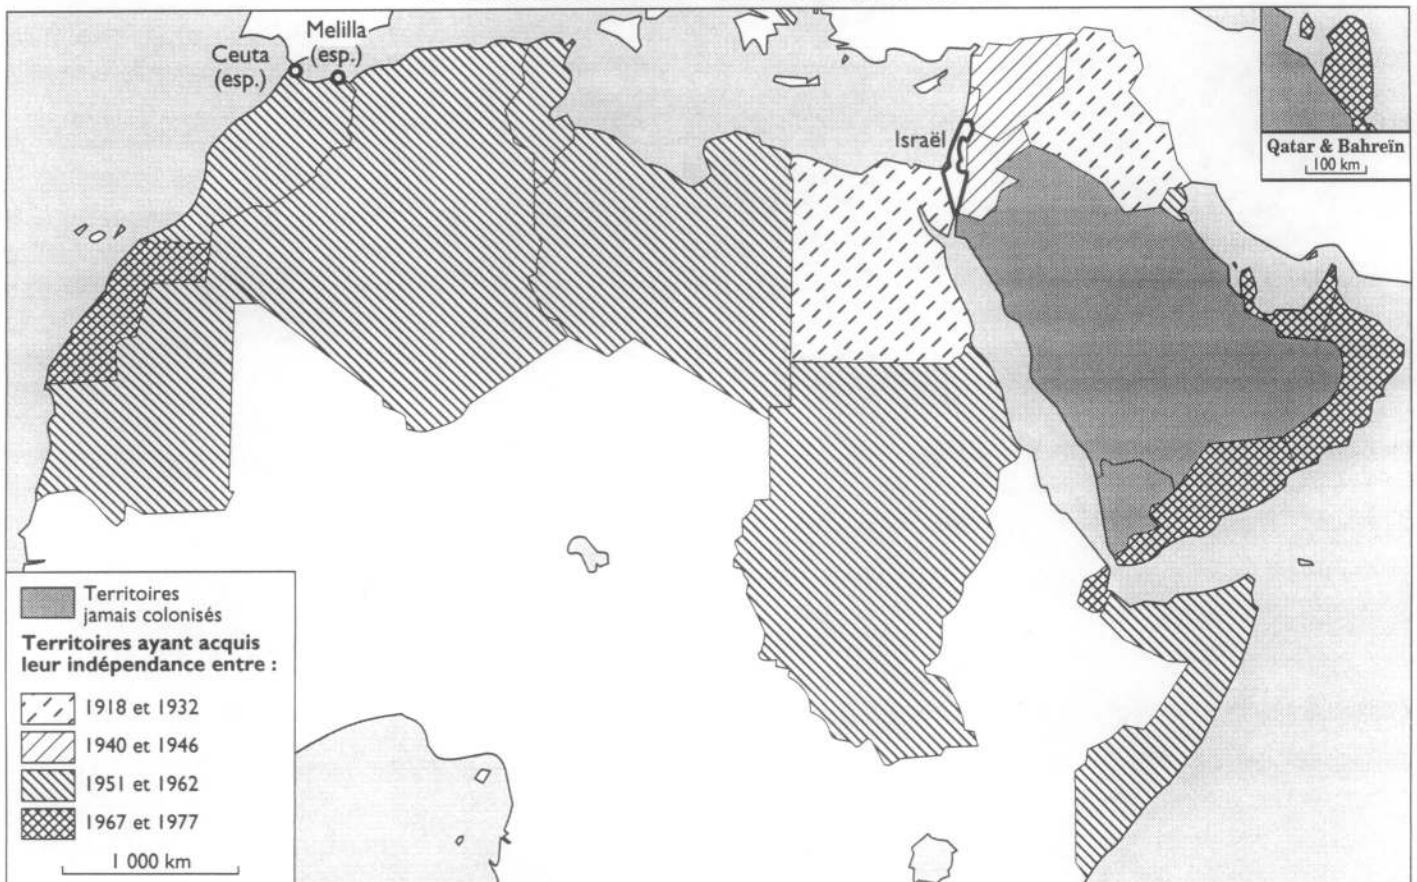 Melilla
(esp.)
Ceuta
(esp.)
Israël
Qatar & Bahreïn
100 km
Territoires
jamais colonisés
Territoires ayant acquis
leur indépendance entre :
1918 et 1932
1940 et 1946
1951 et 1962
1967 et 1977
1 000 km